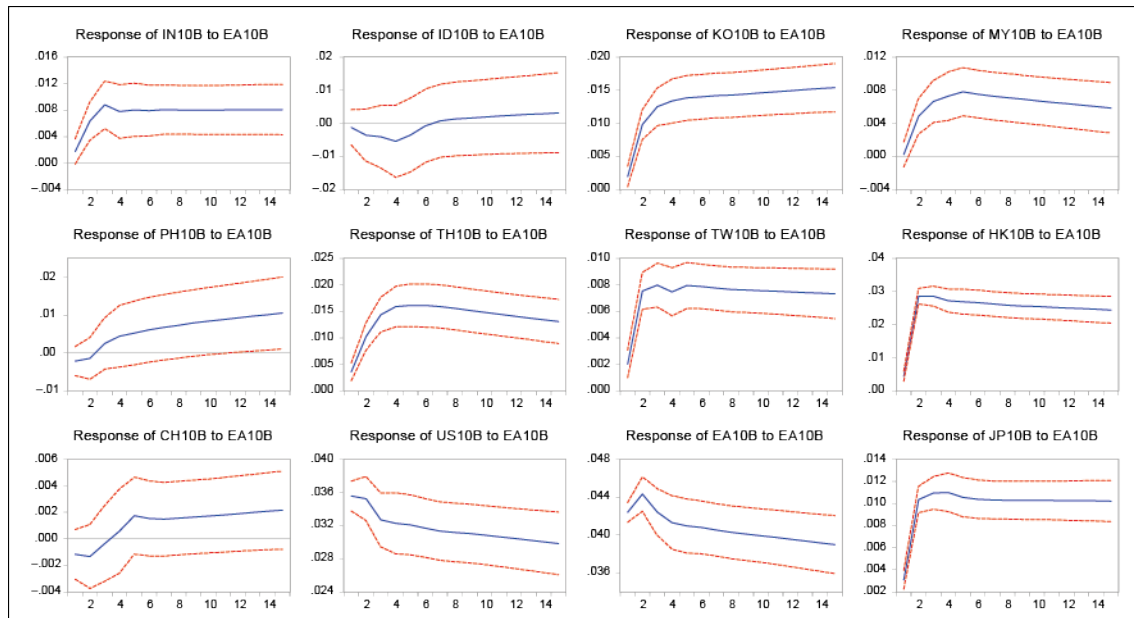 Response of IN10B to EA10B
.016
.012
.008
.004
.000
–.004
2 4 6 8 10 12 14
Response of ID10B to EA10B
.02
.01
.00
–.01
–.02
2 4 6 8 10 12 14
Response of KO10B to EA10B
.020
.015
.010
.005
.000
2 4 6 8 10 12 14
Response of MY10B to EA10B
.012
.008
.004
.000
–.004
2 4 6 8 10 12 14
Response of PH10B to EA10B
.02
.01
.00
–.01
2 4 6 8 10 12 14
Response of TH10B to EA10B
.025
.020
.015
.010
.005
.000
2 4 6 8 10 12 14
Response of TW10B to EA10B
.010
.008
.006
.004
.002
.000
2 4 6 8 10 12 14
Response of HK10B to EA10B
.04
.03
.02
.01
.00
2 4 6 8 10 12 14
Response of CH10B to EA10B
.006
.004
.002
.000
–.002
–.004
2 4 6 8 10 12 14
Response of US10B to EA10B
.040
.036
.032
.028
.024
2 4 6 8 10 12 14
Response of EA10B to EA10B
.048
.044
.040
.036
2 4 6 8 10 12 14
Response of JP10B to EA10B
.014
.012
.010
.008
.006
.004
.002
2 4 6 8 10 12 14